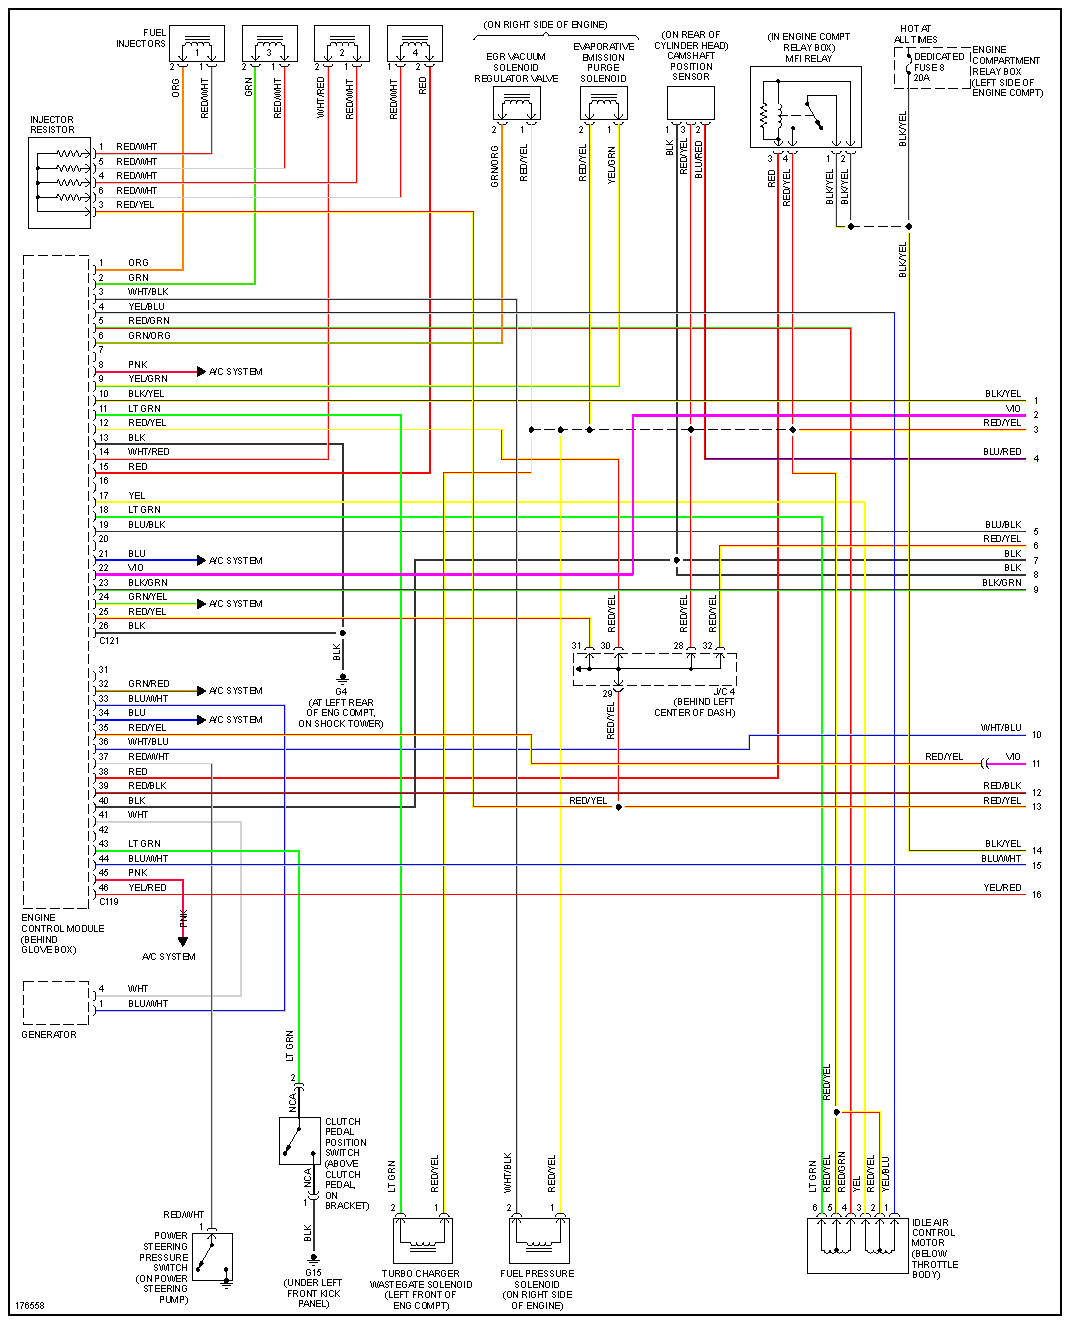 FUEL
INJECTORS
1
3
2
4
2 1
2 1
2 1
1 2
ORG
RED/WHT
GRN
RED/WHT
WHT/RED
RED/WHT
RED/WHT
RED
(ON RIGHT SIDE OF ENGINE)
EGR VACUUM
SOLENOID
REGULATOR VALVE
2 1
GRN/ORG
RED/YEL
EVAPORATIVE
EMISSION
PURGE
SOLENOID
2 1
RED/YEL
YEL/GRN
(ON REAR OF
CYLINDER HEAD)
CAMSHAFT
POSITION
SENSOR
1 3 2
BLK
RED/YEL
BLU/RED
(IN ENGINE COMPT
RELAY BOX)
MFI RELAY
3 4 1 2
RED
RED/YEL
BLK/YEL
BLK/YEL
HOT AT
ALL TIMES
DEDICATED
FUSE 8
20A
ENGINE
COMPARTMENT
RELAY BOX
(LEFT SIDE OF
ENGINE COMPT)
BLK/YEL
BLK/YEL
INJECTOR
RESISTOR
1 RED/WHT
5 RED/WHT
4 RED/WHT
6 RED/WHT
3 RED/YEL
1 ORG
2 GRN
3 WHT/BLK
4 YEL/BLU
5 RED/GRN
6 GRN/ORG
7
8 PNK A/C SYSTEM
9 YEL/GRN
10 BLK/YEL
11 LT GRN
12 RED/YEL
13 BLK
14 WHT/RED
15 RED
16
17 YEL
18 LT GRN
19 BLU/BLK
20
21 BLU A/C SYSTEM
22 VIO
23 BLK/GRN
24 GRN/YEL A/C SYSTEM
25 RED/YEL
26 BLK
C121
31
32 GRN/RED A/C SYSTEM
33 BLU/WHT
34 BLU A/C SYSTEM
35 RED/YEL
36 WHT/BLU
37 RED/WHT
38 RED
39 RED/BLK
40 BLK
41 WHT
42
43 LT GRN
44 BLU/WHT
45 PNK
46 YEL/RED
C119
ENGINE
CONTROL MODULE
(BEHIND
GLOVE BOX)
PNK
A/C SYSTEM
BLK
G4
(AT LEFT REAR
OF ENG COMPT,
ON SHOCK TOWER)
RED/YEL
RED/YEL
RED/YEL
31 30 28 32
29
J/C 4
(BEHIND LEFT
CENTER OF DASH)
RED/YEL
RED/YEL
BLK/YEL 1
VIO 2
RED/YEL 3
BLU/RED 4
BLU/BLK 5
RED/YEL 6
BLK 7
BLK 8
BLK/GRN 9
WHT/BLU 10
RED/YEL VIO 11
RED/BLK 12
RED/YEL 13
BLK/YEL 14
BLU/WHT 15
YEL/RED 16
4 WHT
1 BLU/WHT
GENERATOR
RED/WHT
1
POWER
STEERING
PRESSURE
SWITCH
(ON POWER
STEERING
PUMP)
LT GRN
2
NCA
CLUTCH
PEDAL
POSITION
SWITCH
(ABOVE
CLUTCH
PEDAL,
ON
BRACKET)
NCA
1
BLK
G15
(UNDER LEFT
FRONT KICK
PANEL)
LT GRN
RED/YEL
2 1
TURBO CHARGER
WASTEGATE SOLENOID
(LEFT FRONT OF
ENG COMPT)
WHT/BLK
RED/YEL
2 1
FUEL PRESSURE
SOLENOID
(ON RIGHT SIDE
OF ENGINE)
RED/YEL
LT GRN
RED/YEL
RED/GRN
YEL
RED/YEL
YEL/BLU
6 5 4 3 2 1
IDLE AIR
CONTROL
MOTOR
(BELOW
THROTTLE
BODY)
176558